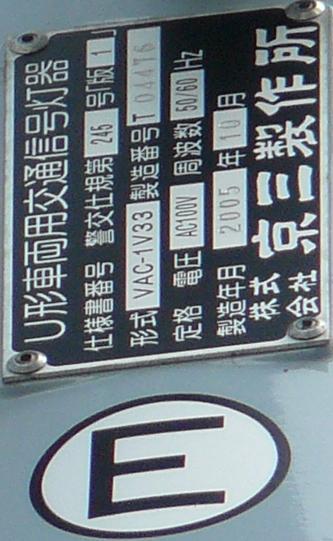 U形車両用交通信号灯器
仕様書番号 警交仕規第 245 号「版 1」
形式 VAC-1V33 製造番号 T 04476
定格 電圧 AC100V 周波数 50/60 Hz
製造年月 2005 年 10 月
株式会社 京三製作所
E